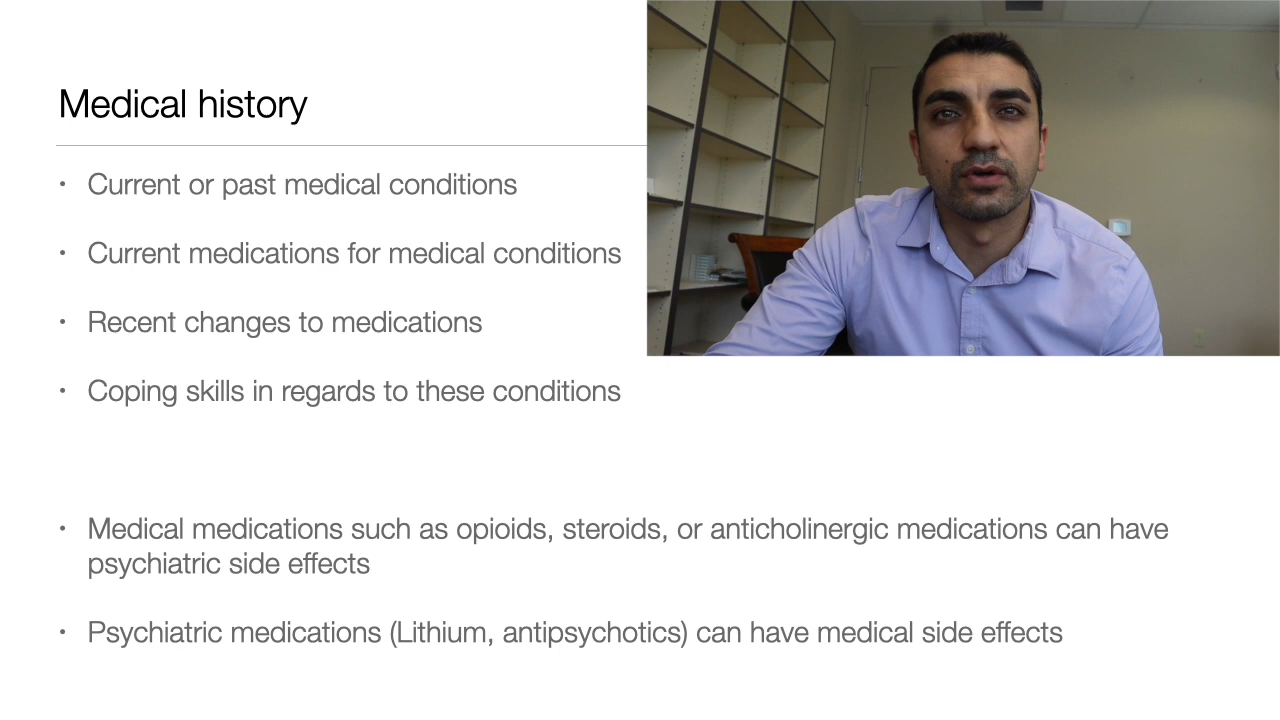 Medical history
• Current or past medical conditions
• Current medications for medical conditions
• Recent changes to medications
• Coping skills in regards to these conditions
• Medical medications such as opioids, steroids, or anticholinergic medications can have
psychiatric side effects
• Psychiatric medications (Lithium, antipsychotics) can have medical side effects